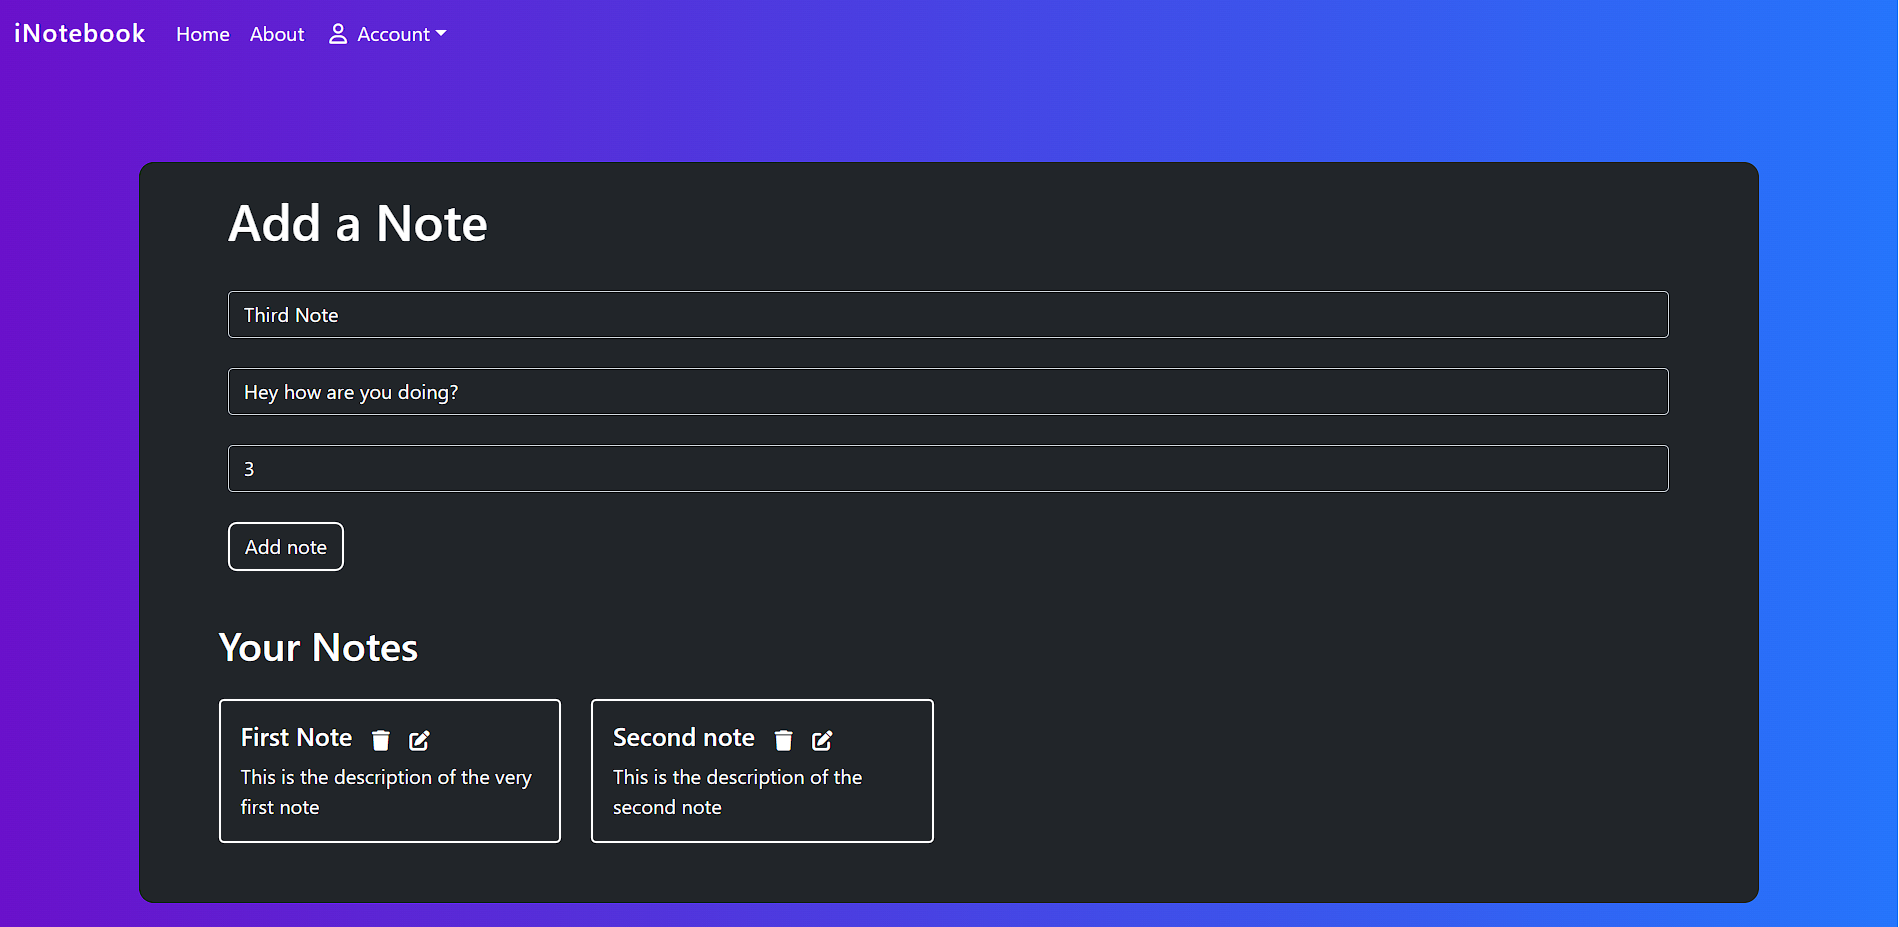 iNotebook Home About Account
Add a Note
Third Note
Hey how are you doing?
3
Add note
Your Notes
First Note
This is the description of the very
first note
Second note
This is the description of the
second note